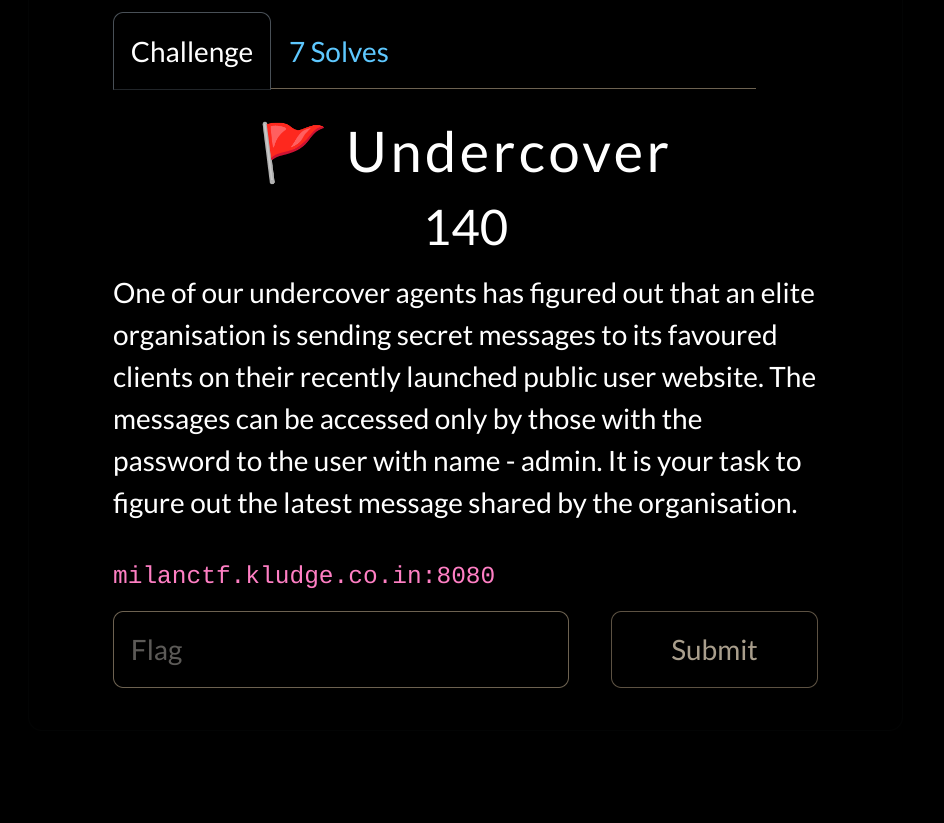 Challenge 7 Solves
🚩 Undercover
140
One of our undercover agents has figured out that an elite
organisation is sending secret messages to its favoured
clients on their recently launched public user website. The
messages can be accessed only by those with the
password to the user with name - admin. It is your task to
figure out the latest message shared by the organisation.
milanctf.kludge.co.in:8080
Flag Submit